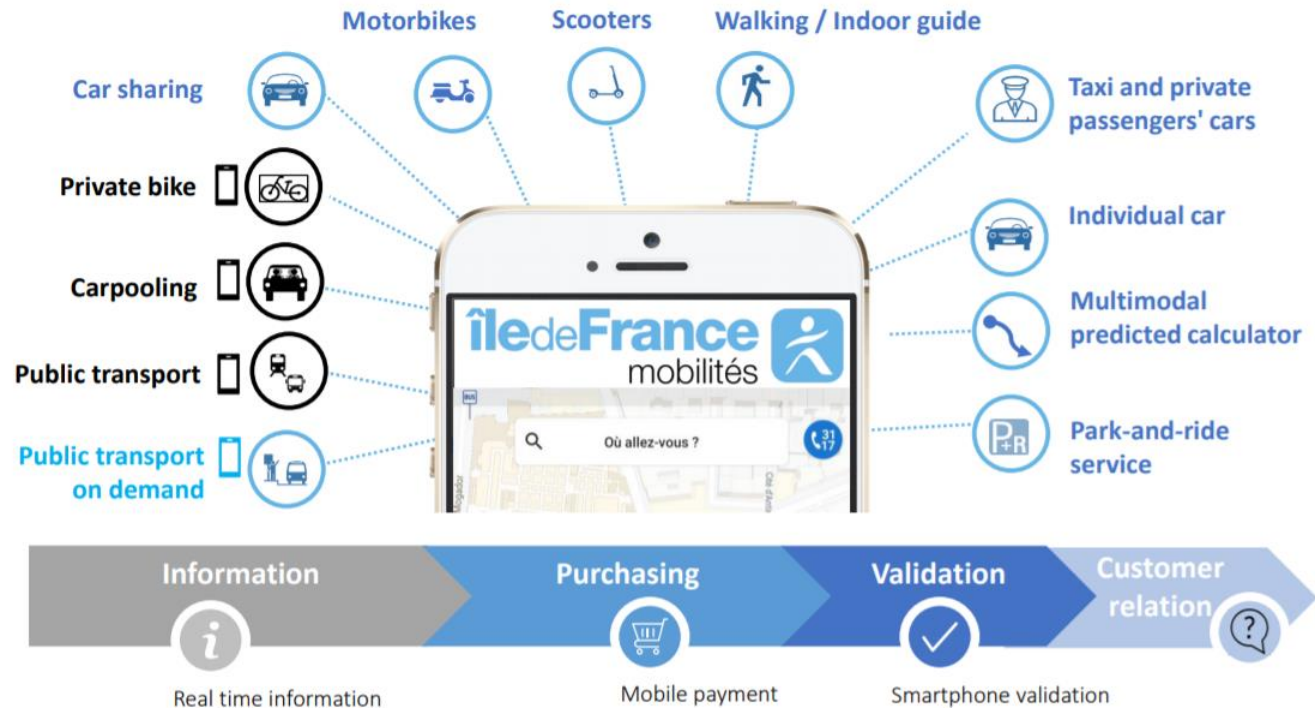 Motorbikes
Scooters
Walking / Indoor guide
Car sharing
Taxi and private
passengers' cars
Private bike
Individual car
Carpooling
Multimodal
predicted calculator
Public transport
Public transport
on demand
Park-and-ride
service
îledeFrance
mobilités
BUS
Où allez-vous ?
31
17
Mogador
P+R
Information
Purchasing
Validation
Customer
relation
i
?
Real time information
Mobile payment
Smartphone validation